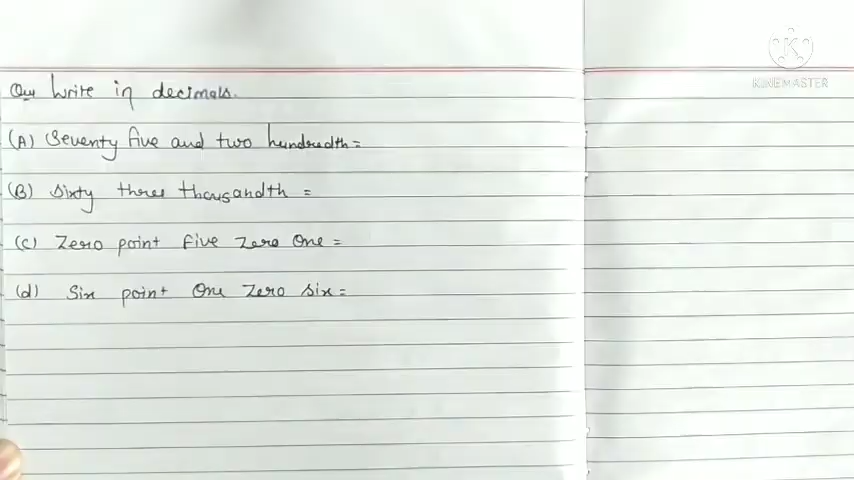 Que Write in decimals.
(A) Seventy five and two hundredth =
(B) Sixty three thousandth =
(C) Zero point five zero one =
(d) Six point one zero six =
KINEMASTER